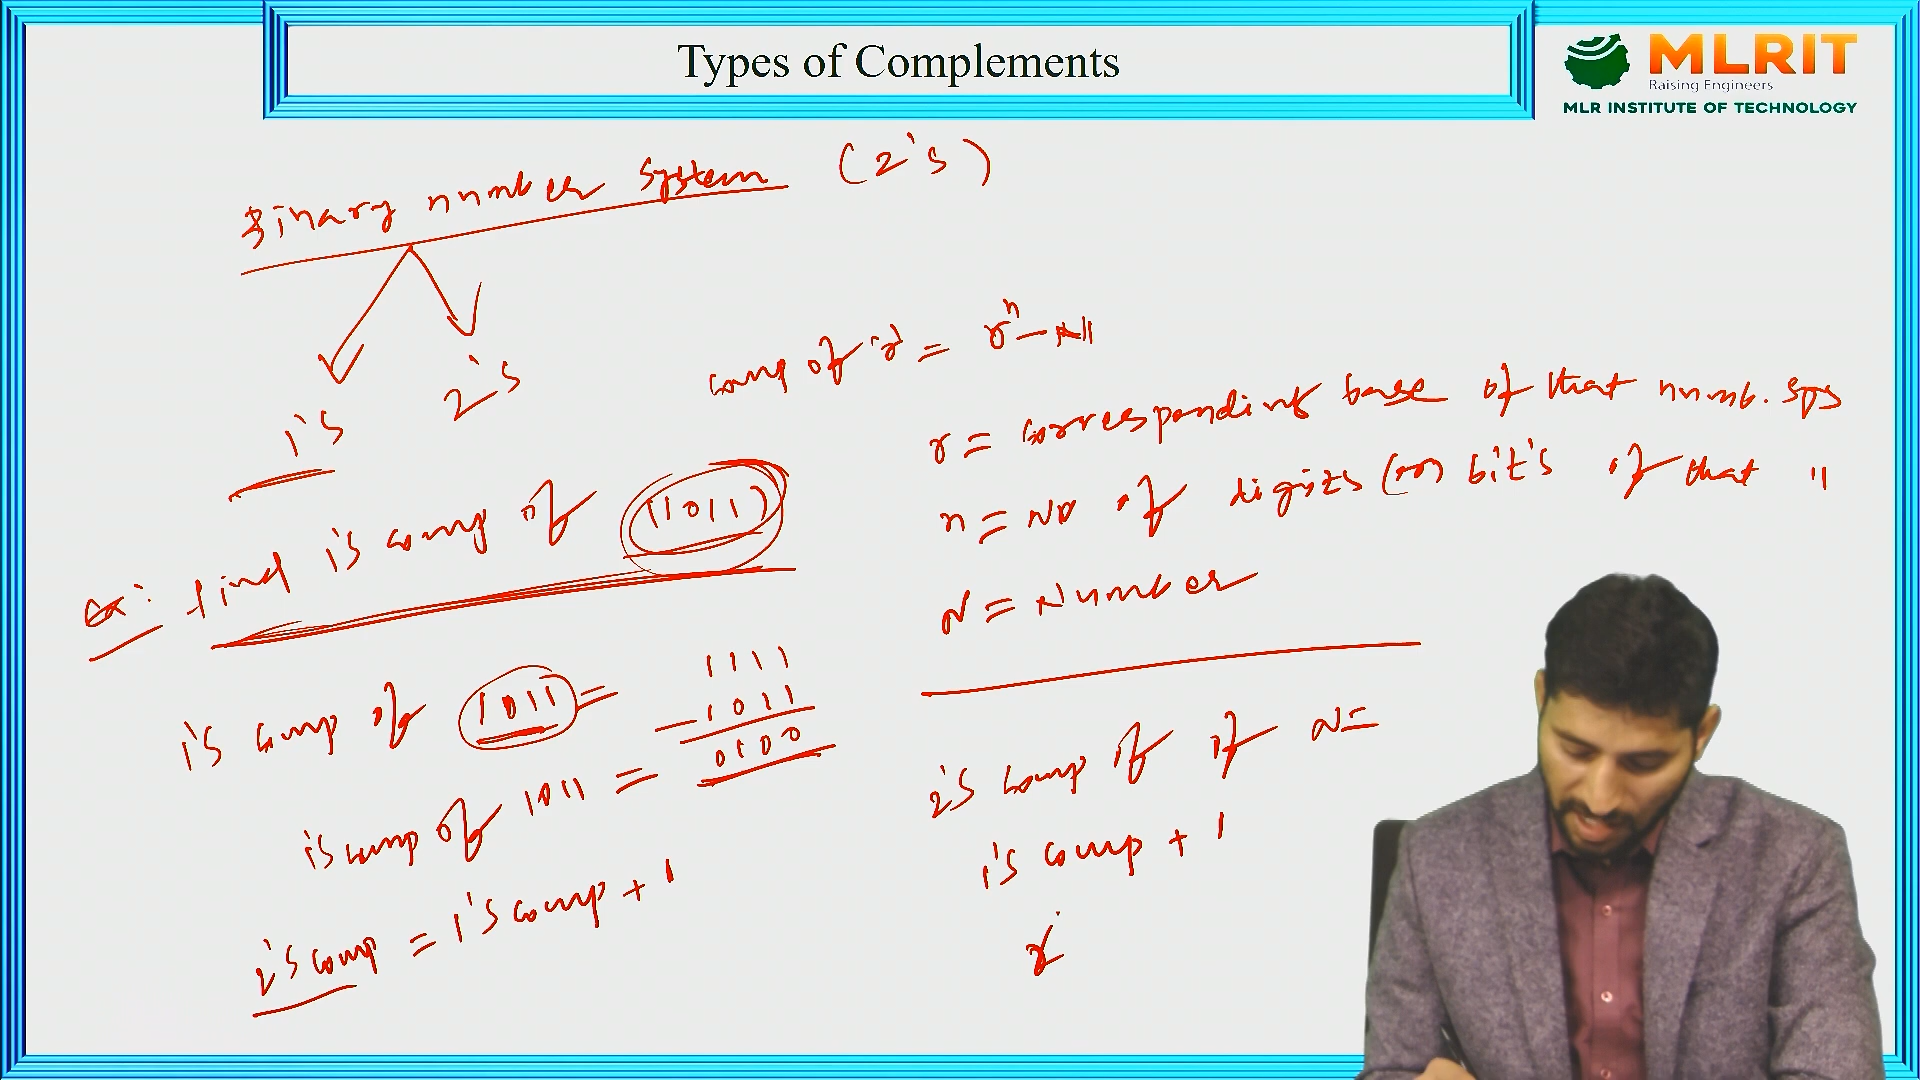 Types of Complements
MLRIT
Raising Engineers
MLR INSTITUTE OF TECHNOLOGY
Binary number system (2's)
1's 2's
comp of 'r' = rⁿ - N
r = corresponding base of that numb. sys
n = No of digits (or) bit's of that "
N = Number
Ex: find 1's comp of (11011)
1's comp of 1011 =
1111
- 1011
0100
1's comp of 1011 =
2's comp = 1's comp + 1
2's comp of of N =
1's comp + 1
r